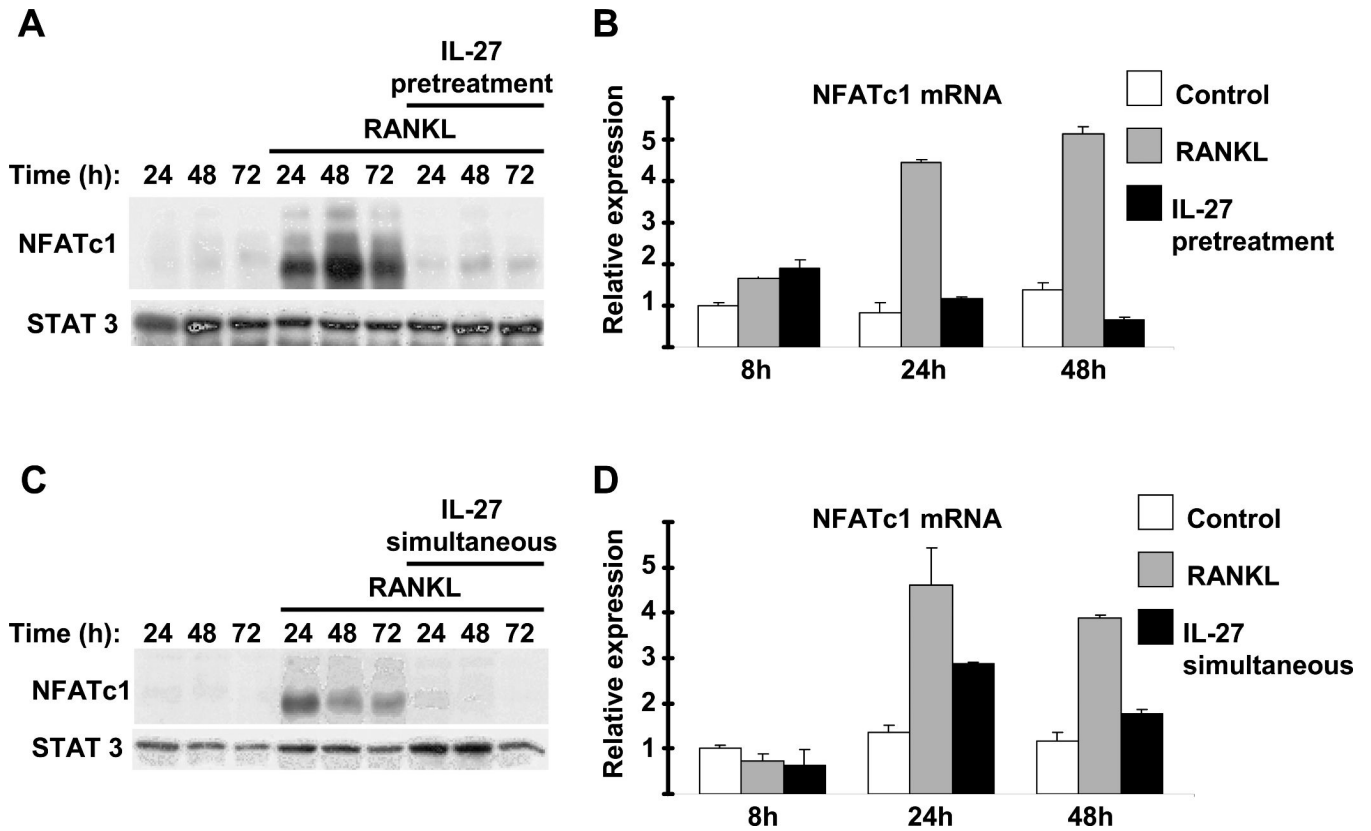 A
IL-27
pretreatment
RANKL
Time (h): 24 48 72 24 48 72 24 48 72
NFATc1
STAT 3
B
NFATc1 mRNA
Relative expression
5
4
3
2
1
8h 24h 48h
Control
RANKL
IL-27
pretreatment
C
IL-27
simultaneous
RANKL
Time (h): 24 48 72 24 48 72 24 48 72
NFATc1
STAT 3
D
NFATc1 mRNA
Relative expression
5
4
3
2
1
8h 24h 48h
Control
RANKL
IL-27
simultaneous